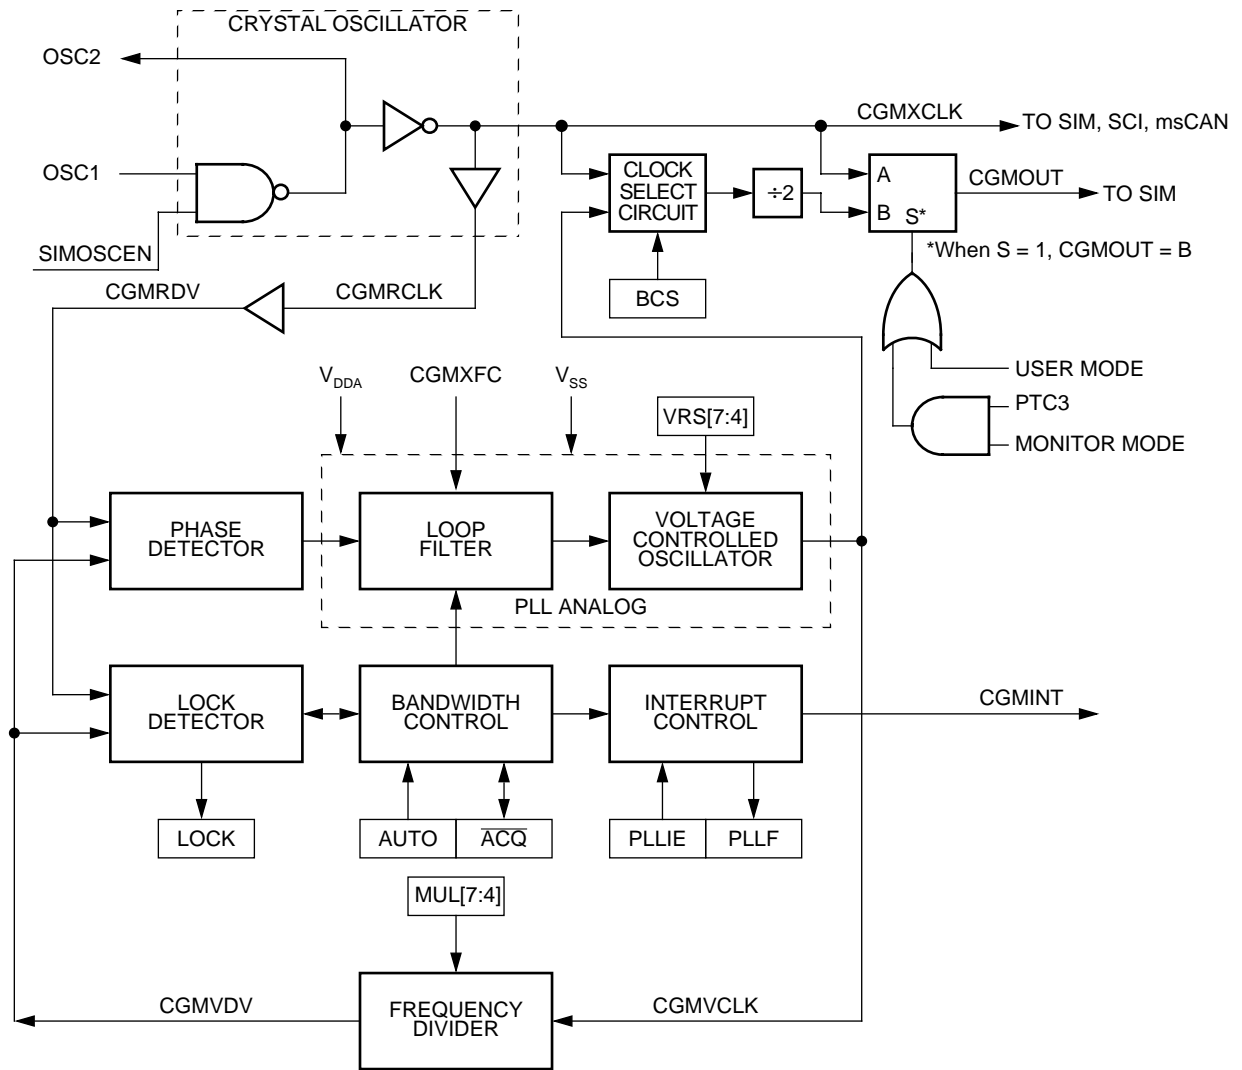 CRYSTAL OSCILLATOR
OSC2
CGMXCLK
TO SIM, SCI, msCAN
OSC1
CLOCK
SELECT
CIRCUIT
÷2
A
B
S*
CGMOUT
TO SIM
SIMOSCEN
*When S = 1, CGMOUT = B
CGMRDV
CGMRCLK
BCS
VDDA
CGMXFC
VSS
USER MODE
VRS[7:4]
PTC3
MONITOR MODE
PHASE
DETECTOR
LOOP
FILTER
VOLTAGE
CONTROLLED
OSCILLATOR
PLL ANALOG
LOCK
DETECTOR
BANDWIDTH
CONTROL
INTERRUPT
CONTROL
CGMINT
LOCK
AUTO
ACQ
PLLIE
PLLF
MUL[7:4]
CGMVDV
FREQUENCY
DIVIDER
CGMVCLK